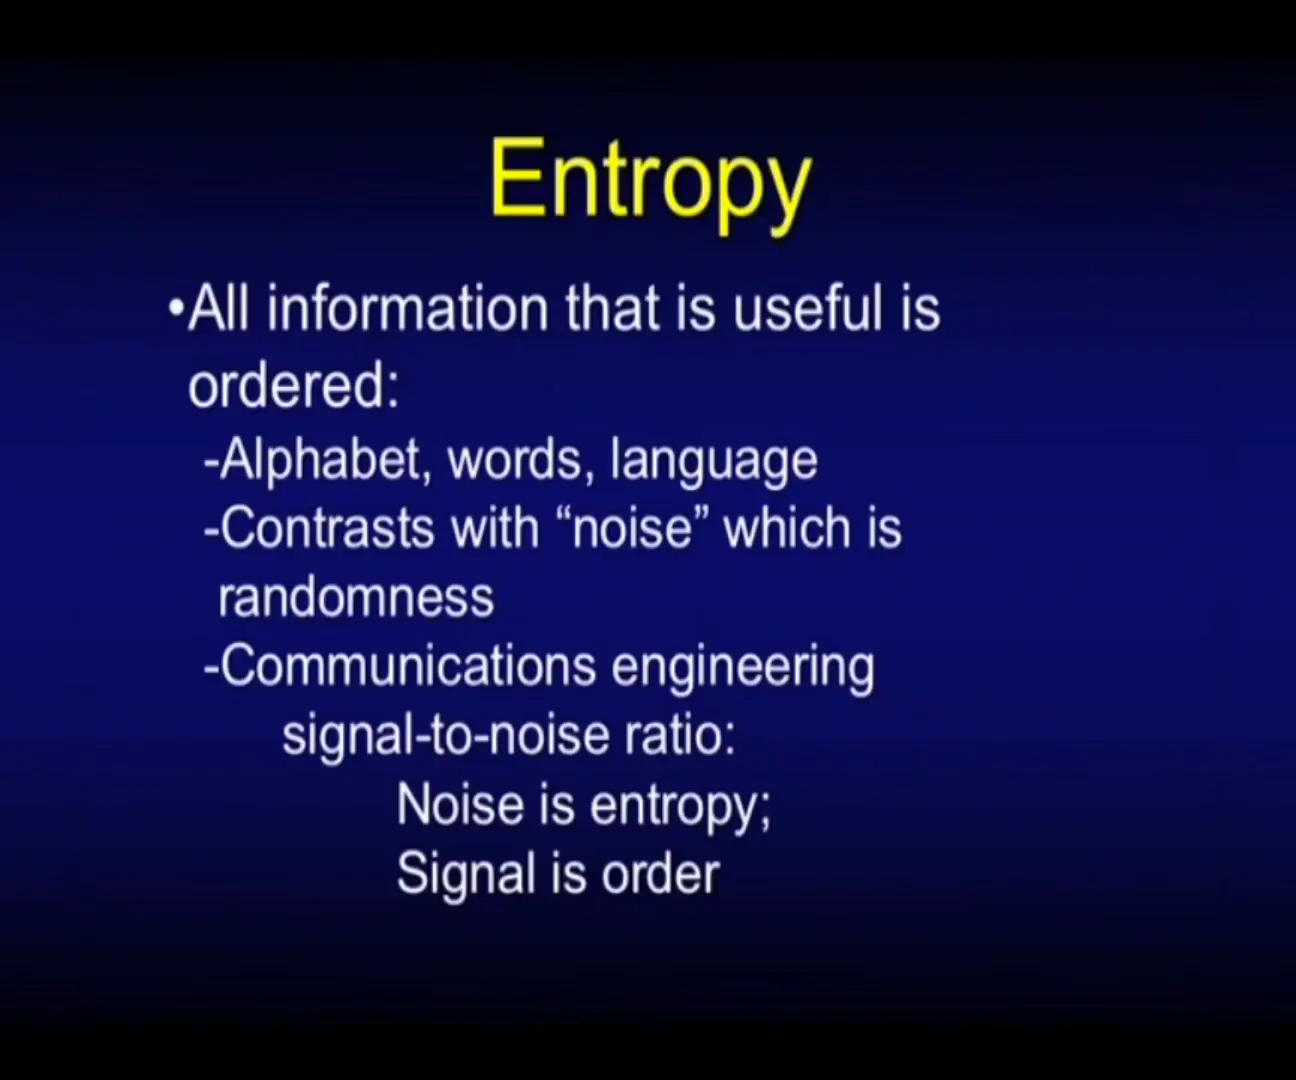 Entropy
•All information that is useful is
ordered:
-Alphabet, words, language
-Contrasts with “noise” which is
randomness
-Communications engineering
signal-to-noise ratio:
Noise is entropy;
Signal is order